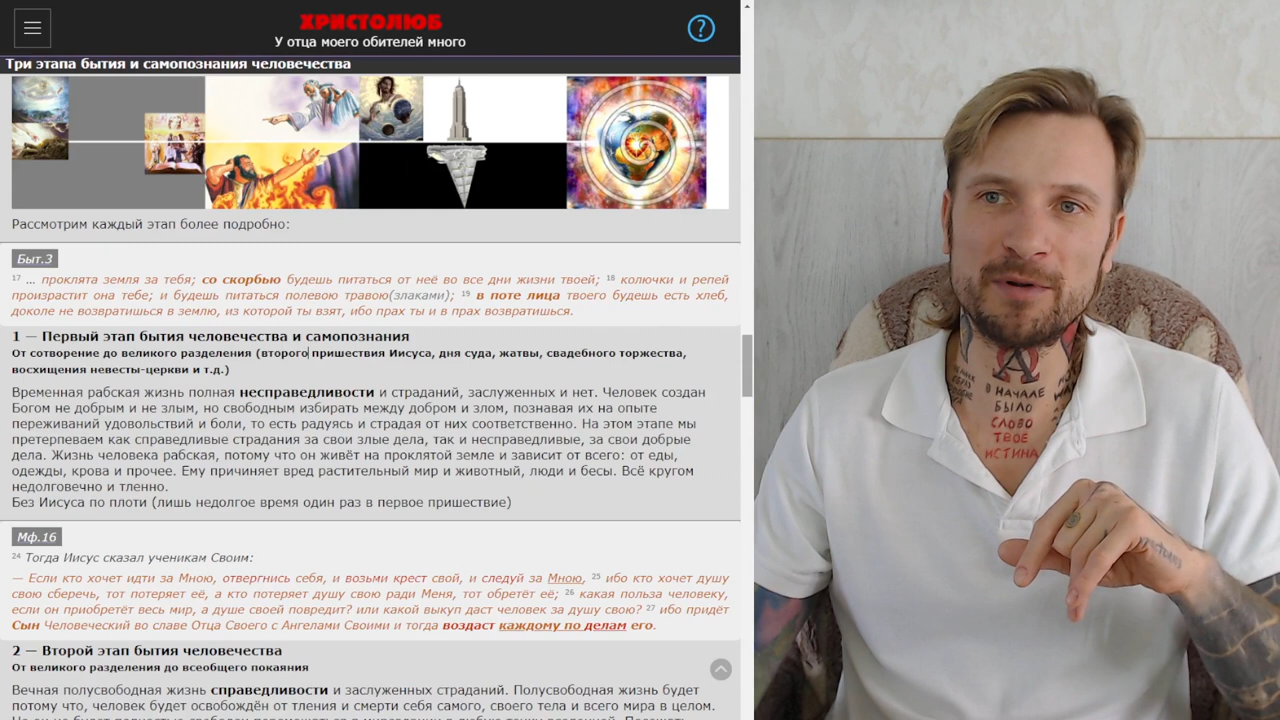 ХРИСТОЛЮБ
У отца моего обителей много
?
Три этапа бытия и самопознания человечества
Рассмотрим каждый этап более подробно:
Быт.3
17 ... проклята земля за тебя; со скорбью будешь питаться от неё во все дни жизни твоей; 18 колючки и репей
произрастит она тебе; и будешь питаться полевою травою(злаками); 19 в поте лица твоего будешь есть хлеб,
доколе не возвратишься в землю, из которой ты взят, ибо прах ты и в прах возвратишься.
1 — Первый этап бытия человечества и самопознания
От сотворение до великого разделения (второго пришествия Иисуса, дня суда, жатвы, свадебного торжества,
восхищения невесты-церкви и т.д.)
Временная рабская жизнь полная несправедливости и страданий, заслуженных и нет. Человек создан
Богом не добрым и не злым, но свободным избирать между добром и злом, познавая их на опыте
переживаний удовольствий и боли, то есть радуясь и страдая от них соответственно. На этом этапе мы
претерпеваем как справедливые страдания за свои злые дела, так и несправедливые, за свои добрые
дела. Жизнь человека рабская, потому что он живёт на проклятой земле и зависит от всего: от еды,
одежды, крова и прочее. Ему причиняет вред растительный мир и животный, люди и бесы. Всё кругом
недолговечно и тленно.
Без Иисуса по плоти (лишь недолгое время один раз в первое пришествие)
Мф.16
24 Тогда Иисус сказал ученикам Своим:
— Если кто хочет идти за Мною, отвергнись себя, и возьми крест свой, и следуй за Мною, 25 ибо кто хочет душу
свою сберечь, тот потеряет её, а кто потеряет душу свою ради Меня, тот обретёт её; 26 какая польза человеку,
если он приобретёт весь мир, а душе своей повредит? или какой выкуп даст человек за душу свою? 27 ибо придёт
Сын Человеческий во славе Отца Своего с Ангелами Своими и тогда воздаст каждому по делам его.
2 — Второй этап бытия человечества
От великого разделения до всеобщего покаяния
Вечная полусвободная жизнь справедливости и заслуженных страданий. Полусвободная жизнь будет
потому что, человек будет освобождён от тления и смерти себя самого, своего тела и всего мира в целом.
В НАЧАЛЕ
БЫЛО
СЛОВО
ТВОЕ
ИСТИНА